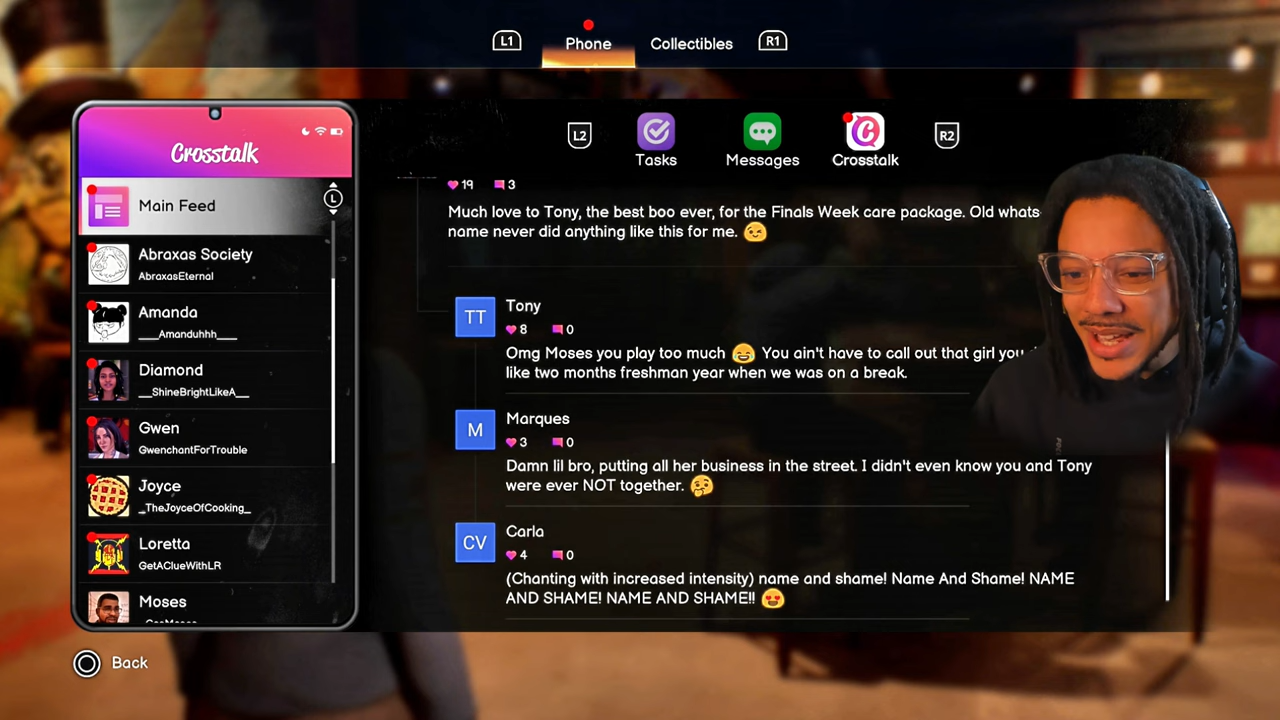 L1
Phone
Collectibles
R1
Crosstalk
L2
Tasks
Messages
Crosstalk
R2
Main Feed
L
Abraxas Society
AbraxasEternal
Amanda
___Amanduhhh____
Diamond
__ShineBrightLikeA__
Gwen
GwenchantForTrouble
Joyce
_TheJoyceOfCooking_
Loretta
GetAClueWithLR
Moses
19 3
Much love to Tony, the best boo ever, for the Finals Week care package. Old whats
name never did anything like this for me. 😊
TT
Tony
8 0
Omg Moses you play too much 😂 You ain't have to call out that girl you
like two months freshman year when we was on a break.
M
Marques
3 0
Damn lil bro, putting all her business in the street. I didn't even know you and Tony
were ever NOT together. 🤔
CV
Carla
4 0
(Chanting with increased intensity) name and shame! Name And Shame! NAME
AND SHAME! NAME AND SHAME!! 😍
Back